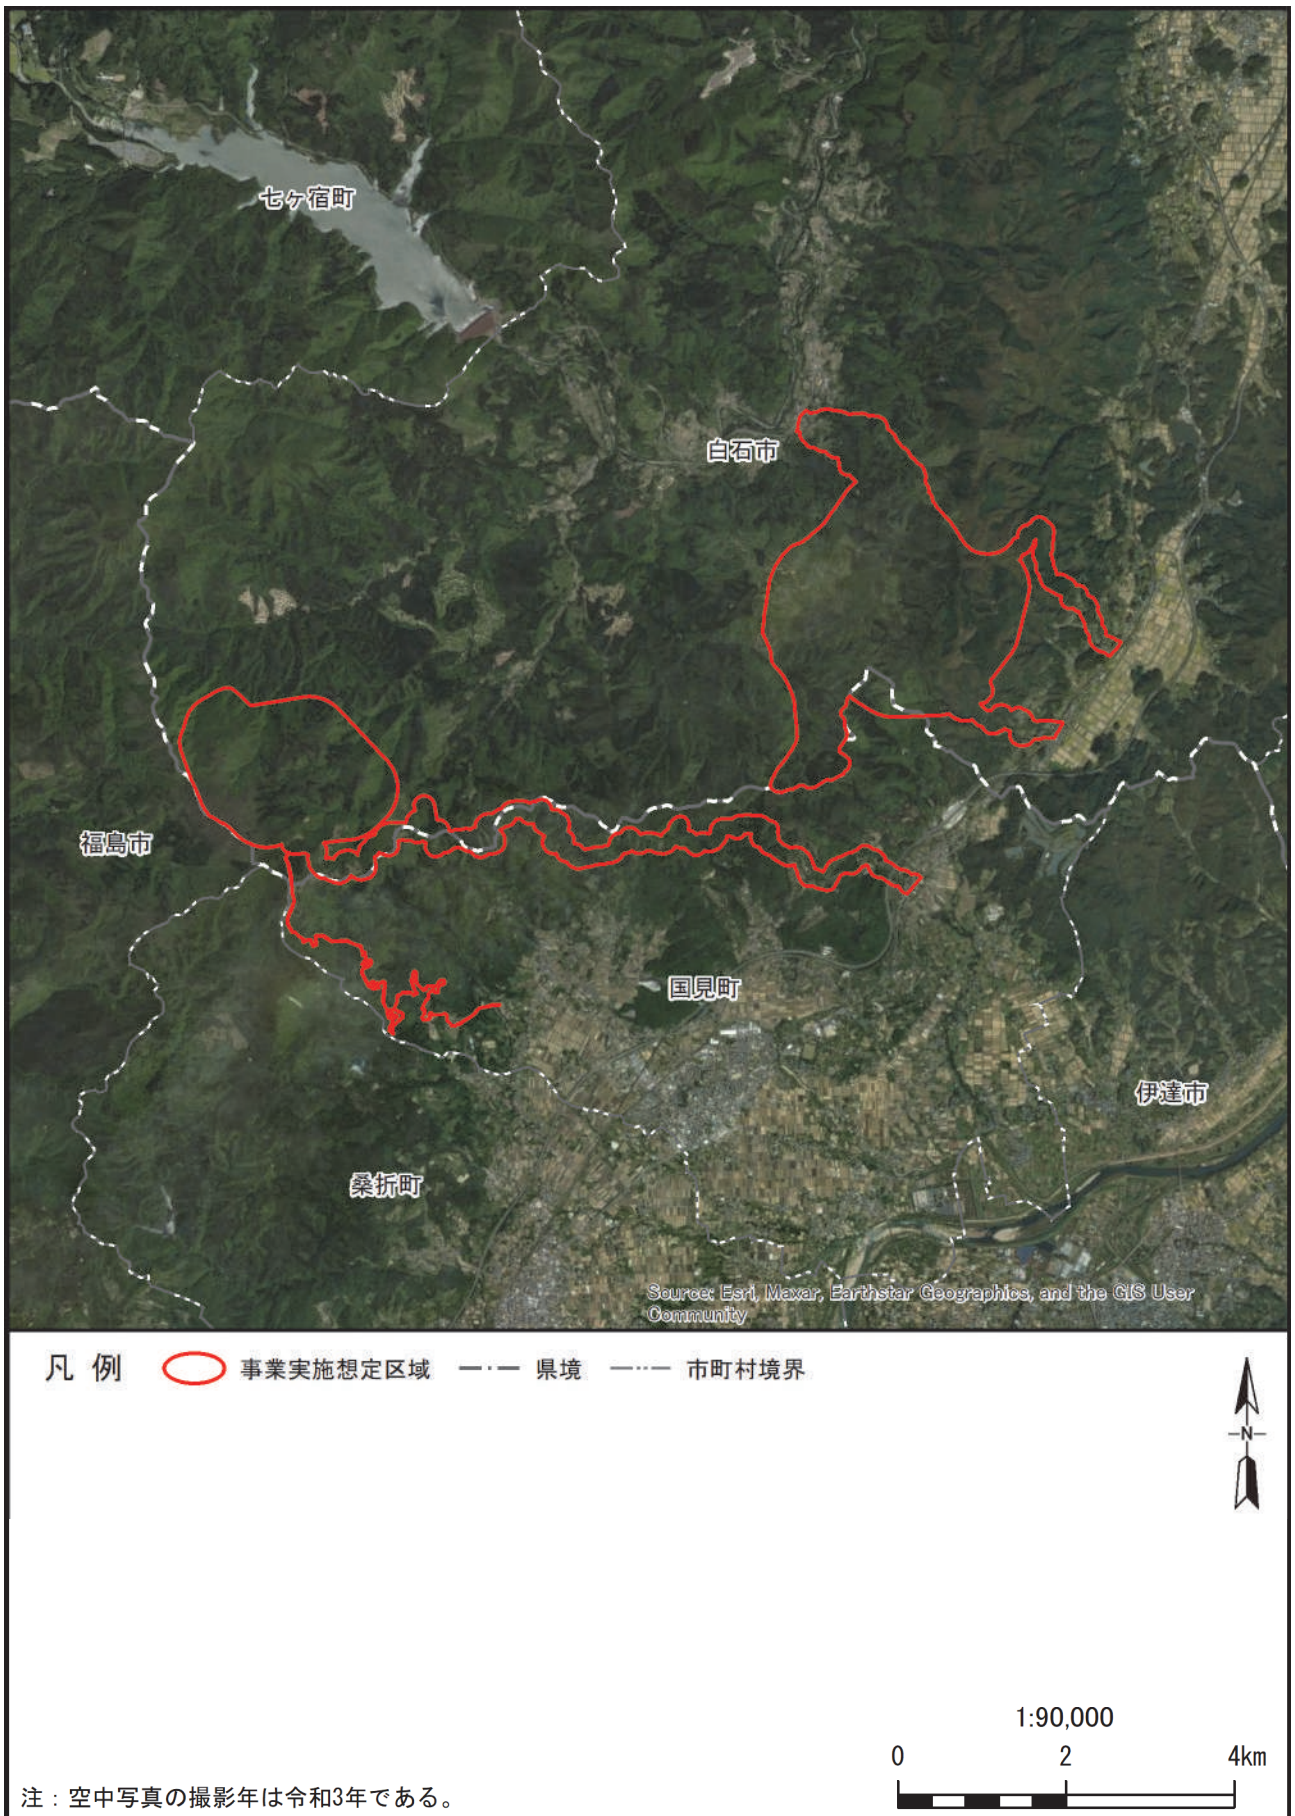 七ヶ宿町
白石市
福島市
国見町
伊達市
桑折町
Source: Esri, Maxar, Earthstar Geographics, and the GIS User
Community
凡 例 事業実施想定区域 県境 市町村境界
N
1:90,000
0 2 4km
注：空中写真の撮影年は令和3年である。